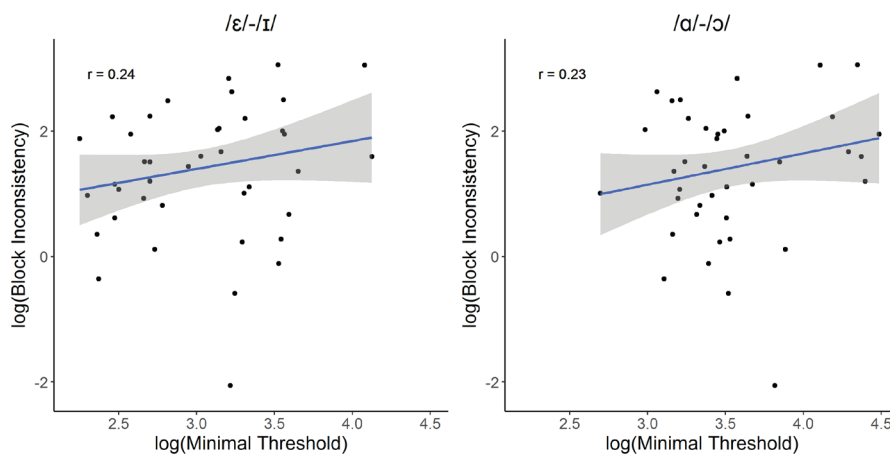 /ɛ/-/ɪ/
r = 0.24
log(Block Inconsistency)
2
0
-2
2.5 3.0 3.5 4.0 4.5
log(Minimal Threshold)
/ɑ/-/ɔ/
r = 0.23
log(Block Inconsistency)
2
0
-2
2.5 3.0 3.5 4.0 4.5
log(Minimal Threshold)